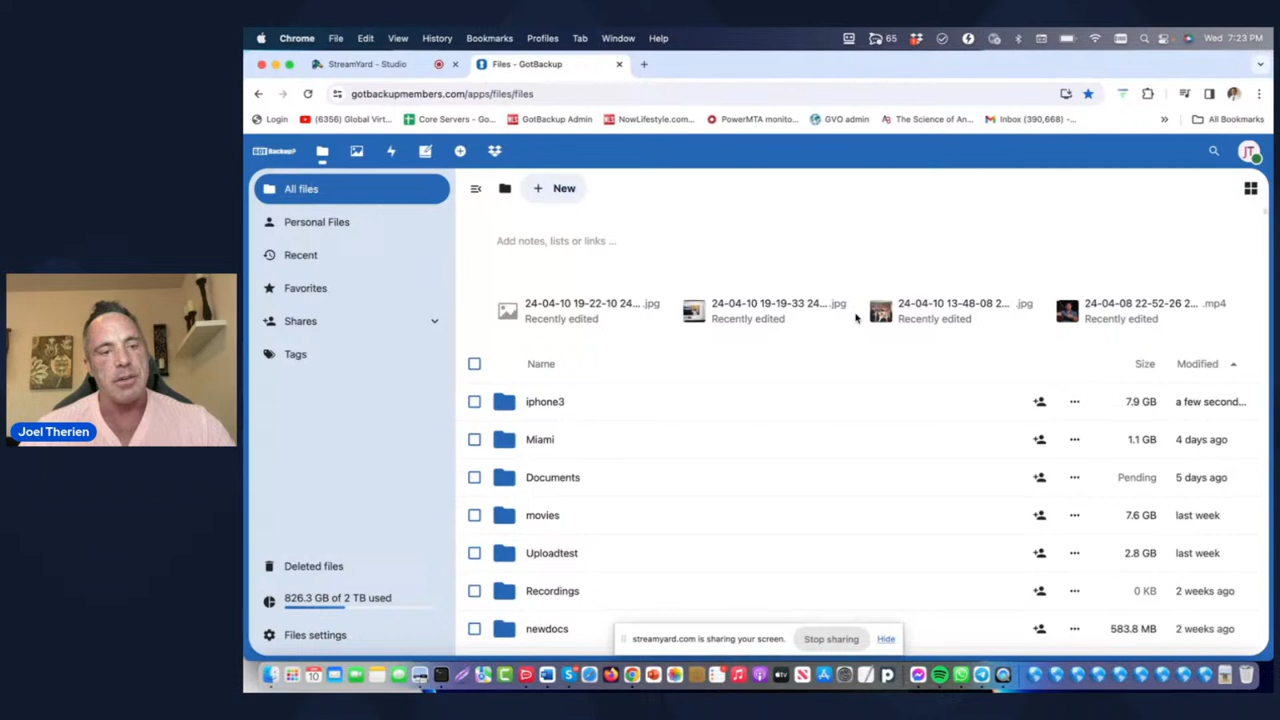 Chrome File Edit View History Bookmarks Profiles Tab Window Help 65 Wed 7:23 PM
StreamYard - Studio
Files - GotBackup
gotbackupmembers.com/apps/files/files
Login (6356) Global Virt... Core Servers - Go... GotBackup Admin NowLifestyle.com... PowerMTA monito... GVO admin The Science of An... Inbox (390,668) -... » All Bookmarks
GOT Backup? JT
All files
Personal Files
Recent
Favorites
Shares
Tags
Deleted files
826.3 GB of 2 TB used
Files settings
+ New
Add notes, lists or links ...
24-04-10 19-22-10 24... .jpg
Recently edited
24-04-10 19-19-33 24... .jpg
Recently edited
24-04-10 13-48-08 2... .jpg
Recently edited
24-04-08 22-52-26 2... .mp4
Recently edited
Name Size Modified
iphone3 7.9 GB a few second...
Miami 1.1 GB 4 days ago
Documents Pending 5 days ago
movies 7.6 GB last week
Uploadtest 2.8 GB last week
Recordings 0 KB 2 weeks ago
newdocs 583.8 MB 2 weeks ago
streamyard.com is sharing your screen. Stop sharing Hide
Joel Therien